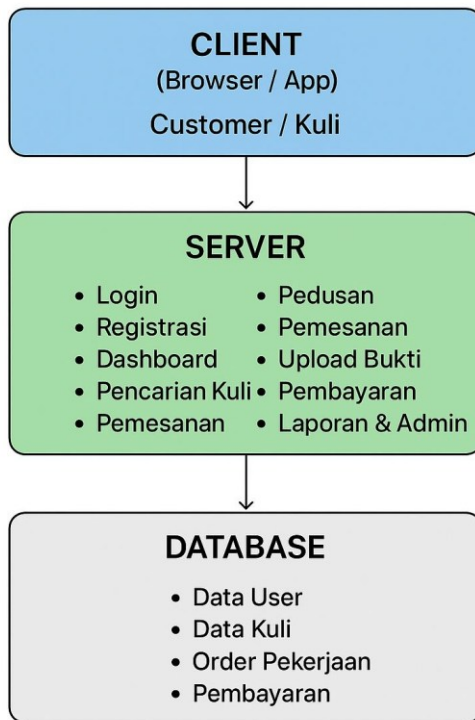 CLIENT
(Browser / App)
Customer / Kuli
SERVER
• Login
• Registrasi
• Dashboard
• Pencarian Kuli
• Pemesanan
• Pedusan
• Pemesanan
• Upload Bukti
• Pembayaran
• Laporan & Admin
DATABASE
• Data User
• Data Kuli
• Order Pekerjaan
• Pembayaran